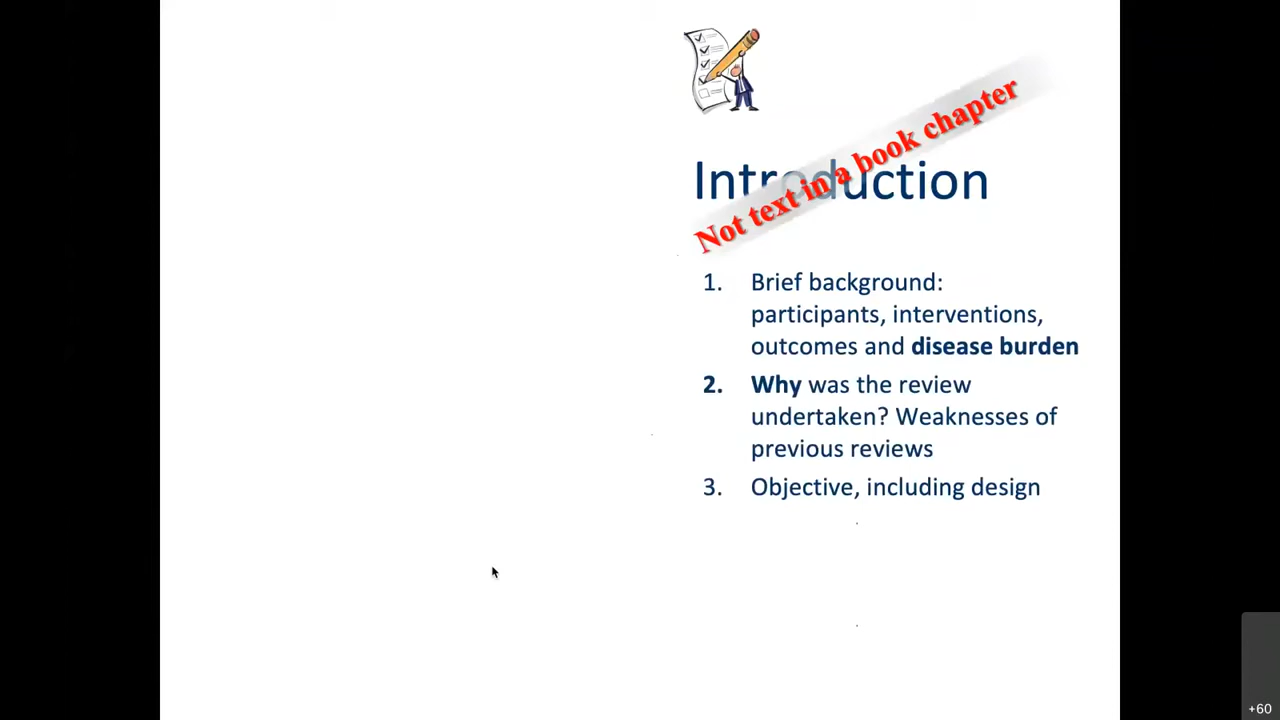 Not text in a book chapter
Introduction
1. Brief background:
participants, interventions,
outcomes and disease burden
2. Why was the review
undertaken? Weaknesses of
previous reviews
3. Objective, including design
+60